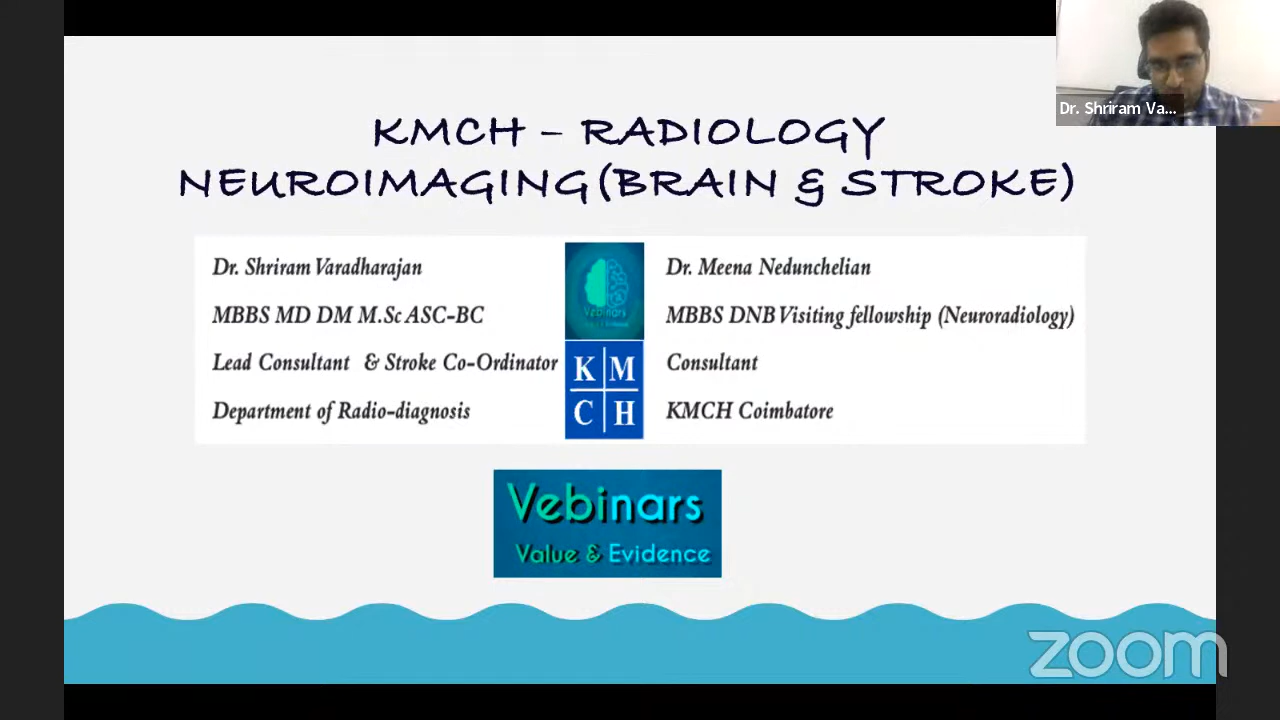 Dr. Shriram Va...
KMCH – RADIOLOGY
NEUROIMAGING(BRAIN & STROKE)
Dr. Shriram Varadharajan
MBBS MD DM M.Sc ASC-BC
Lead Consultant & Stroke Co-Ordinator
Department of Radio-diagnosis
Vebinars
K M
C H
Dr. Meena Nedunchelian
MBBS DNB Visiting fellowship (Neuroradiology)
Consultant
KMCH Coimbatore
Vebinars
Value & Evidence
zoom